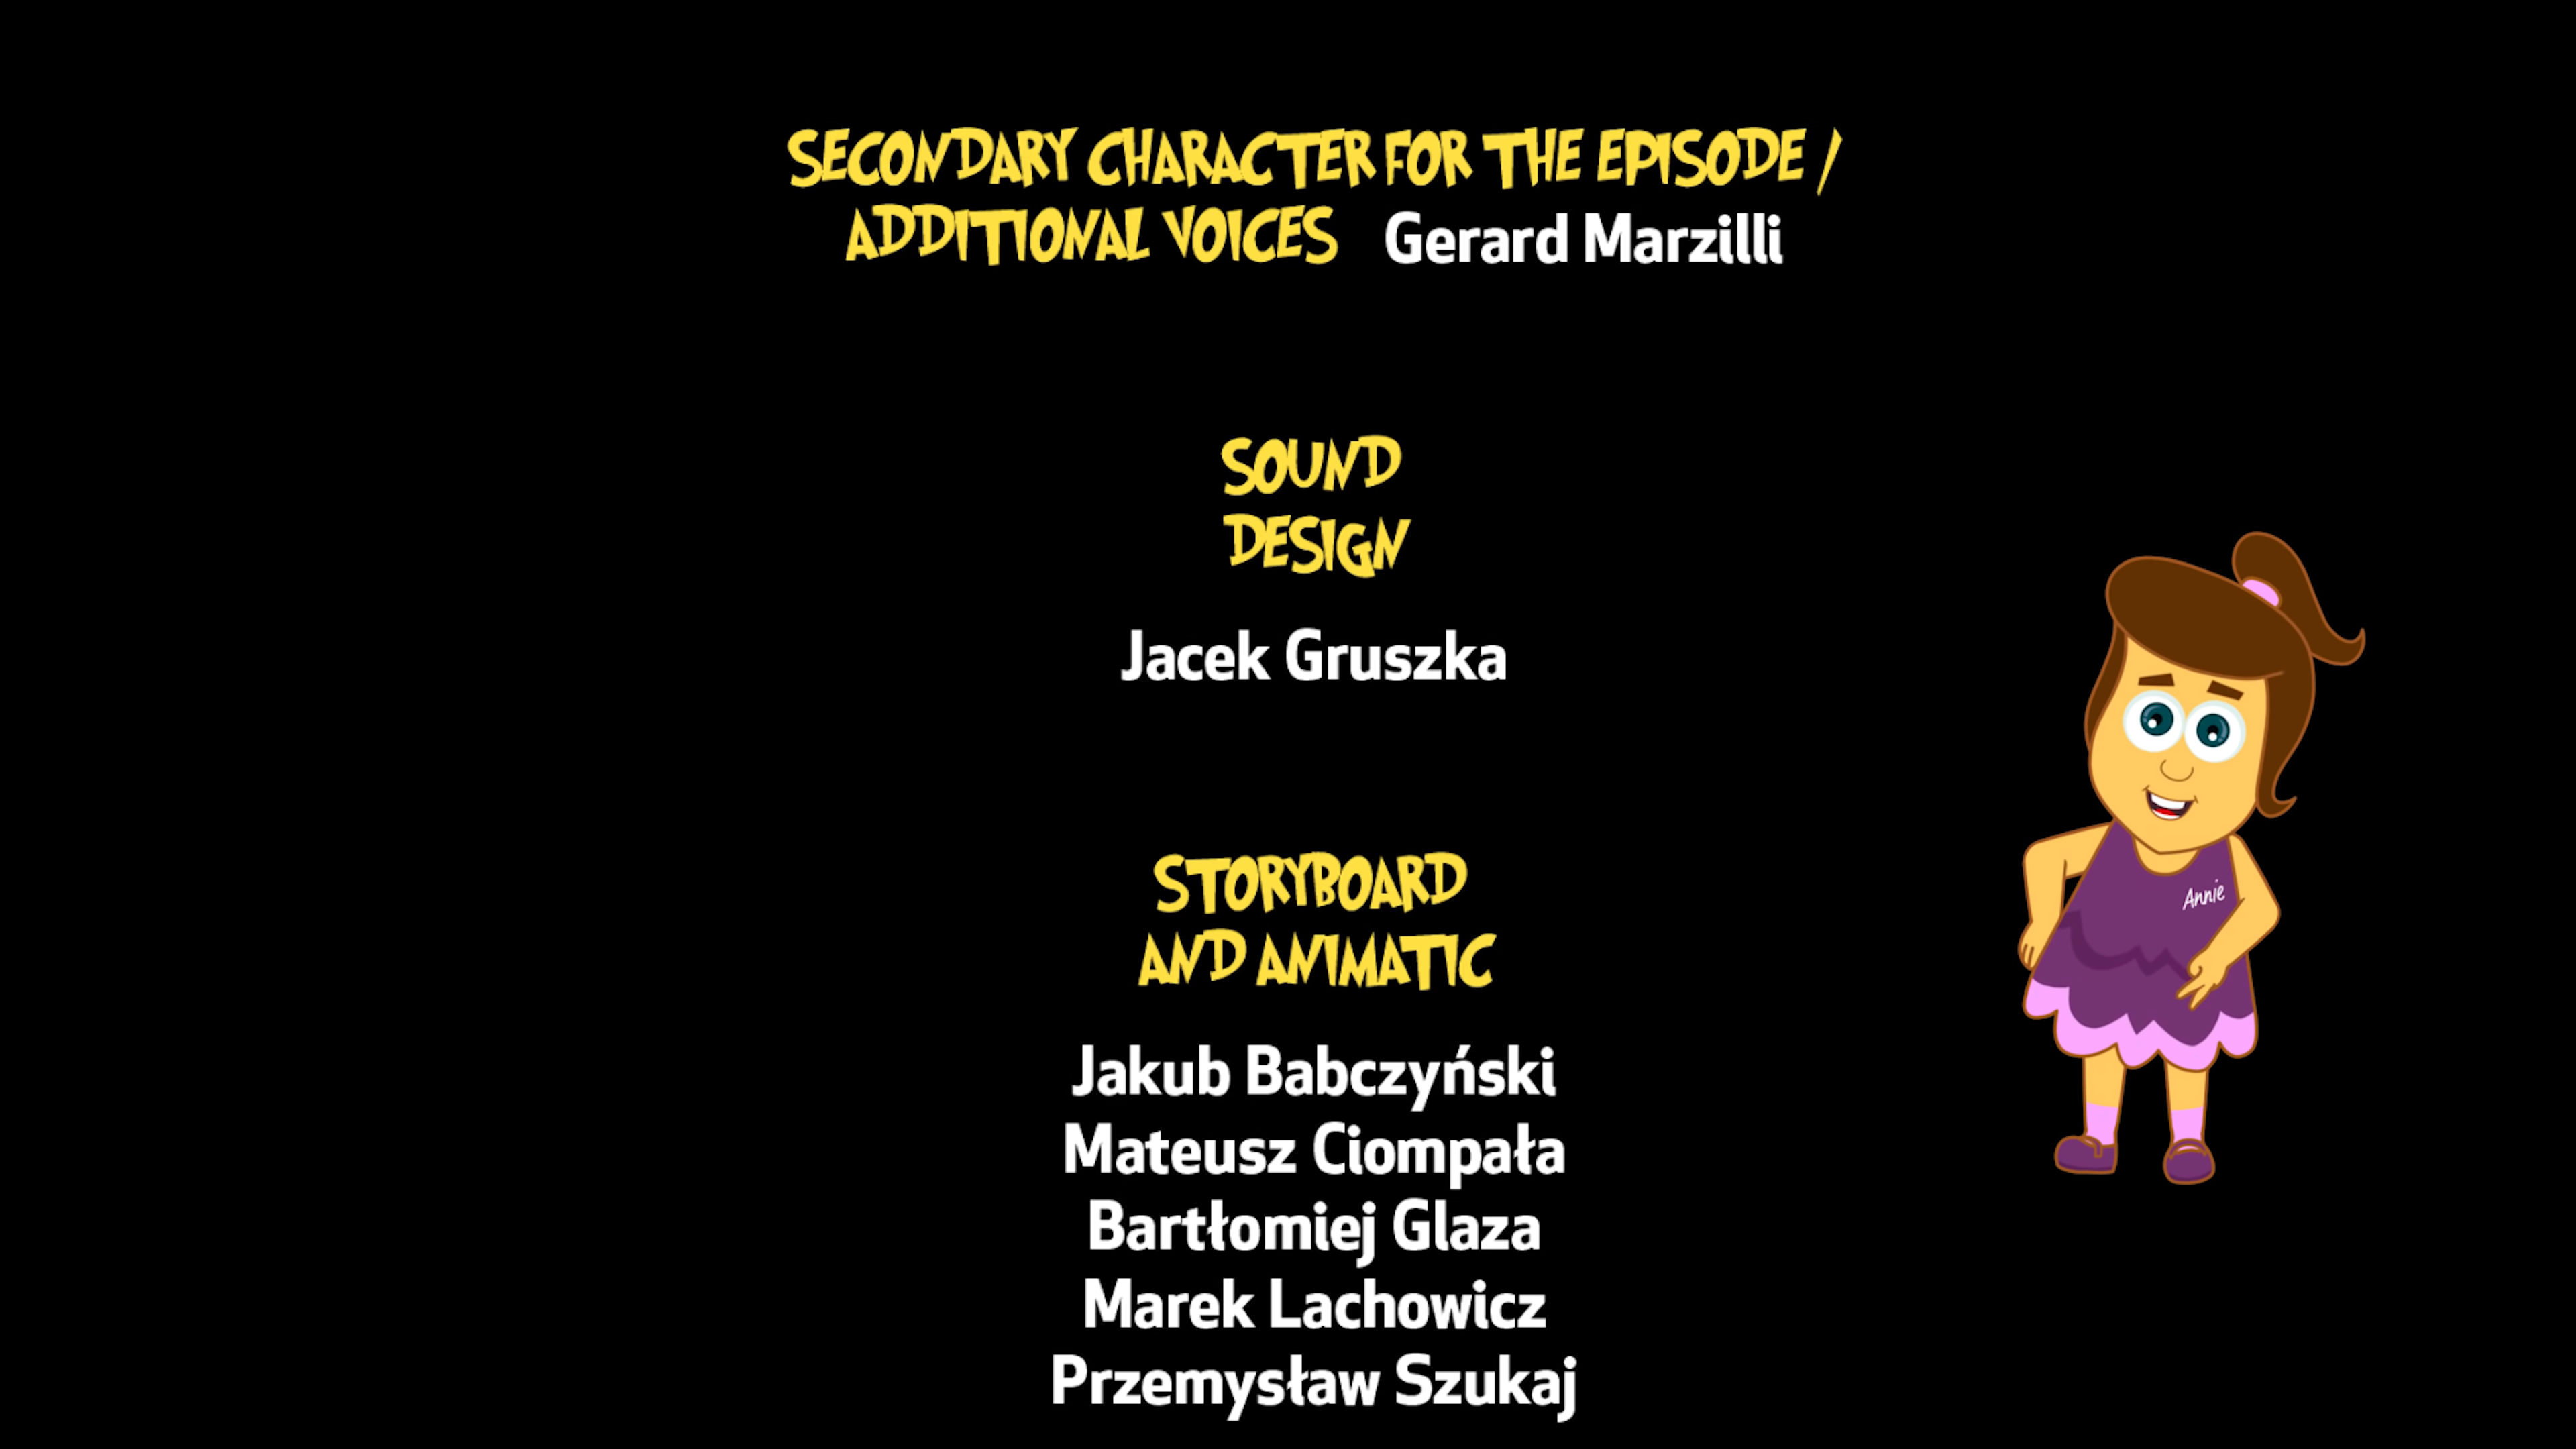 SECONDARY CHARACTER FOR THE EPISODE /
ADDITIONAL VOICES Gerard Marzilli
SOUND
DESIGN
Jacek Gruszka
STORYBOARD
AND ANIMATIC
Jakub Babczyński
Mateusz Ciompała
Bartłomiej Glaza
Marek Lachowicz
Przemysław Szukaj
Annie